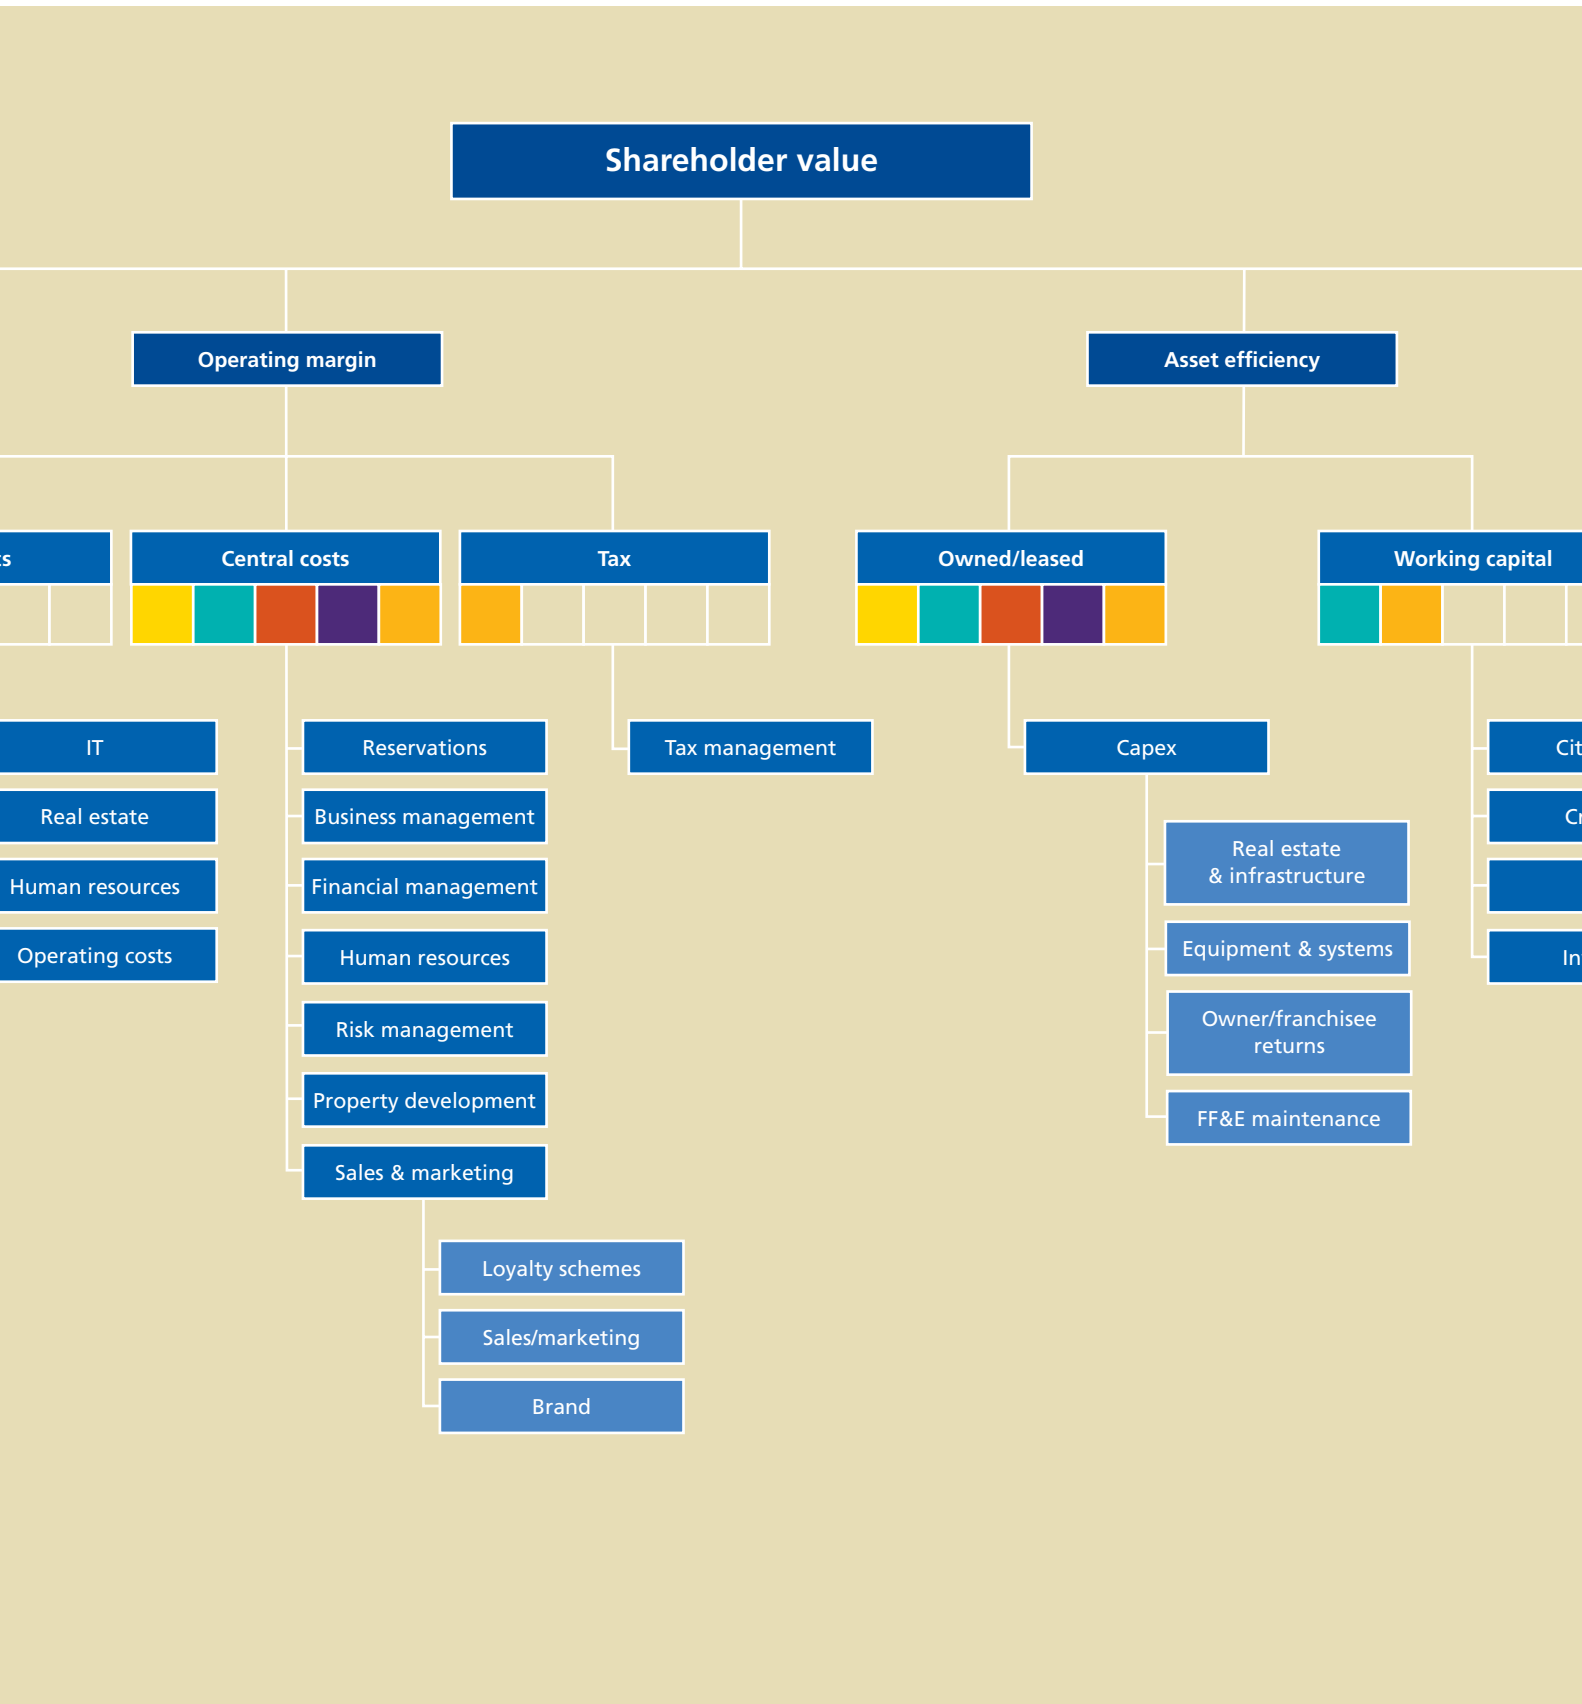 Shareholder value
Operating margin
Asset efficiency
Central costs
Tax
Owned/leased
Working capital
IT
Real estate
Human resources
Operating costs
Reservations
Business management
Financial management
Human resources
Risk management
Property development
Sales & marketing
Loyalty schemes
Sales/marketing
Brand
Tax management
Capex
Real estate
& infrastructure
Equipment & systems
Owner/franchisee
returns
FF&E maintenance